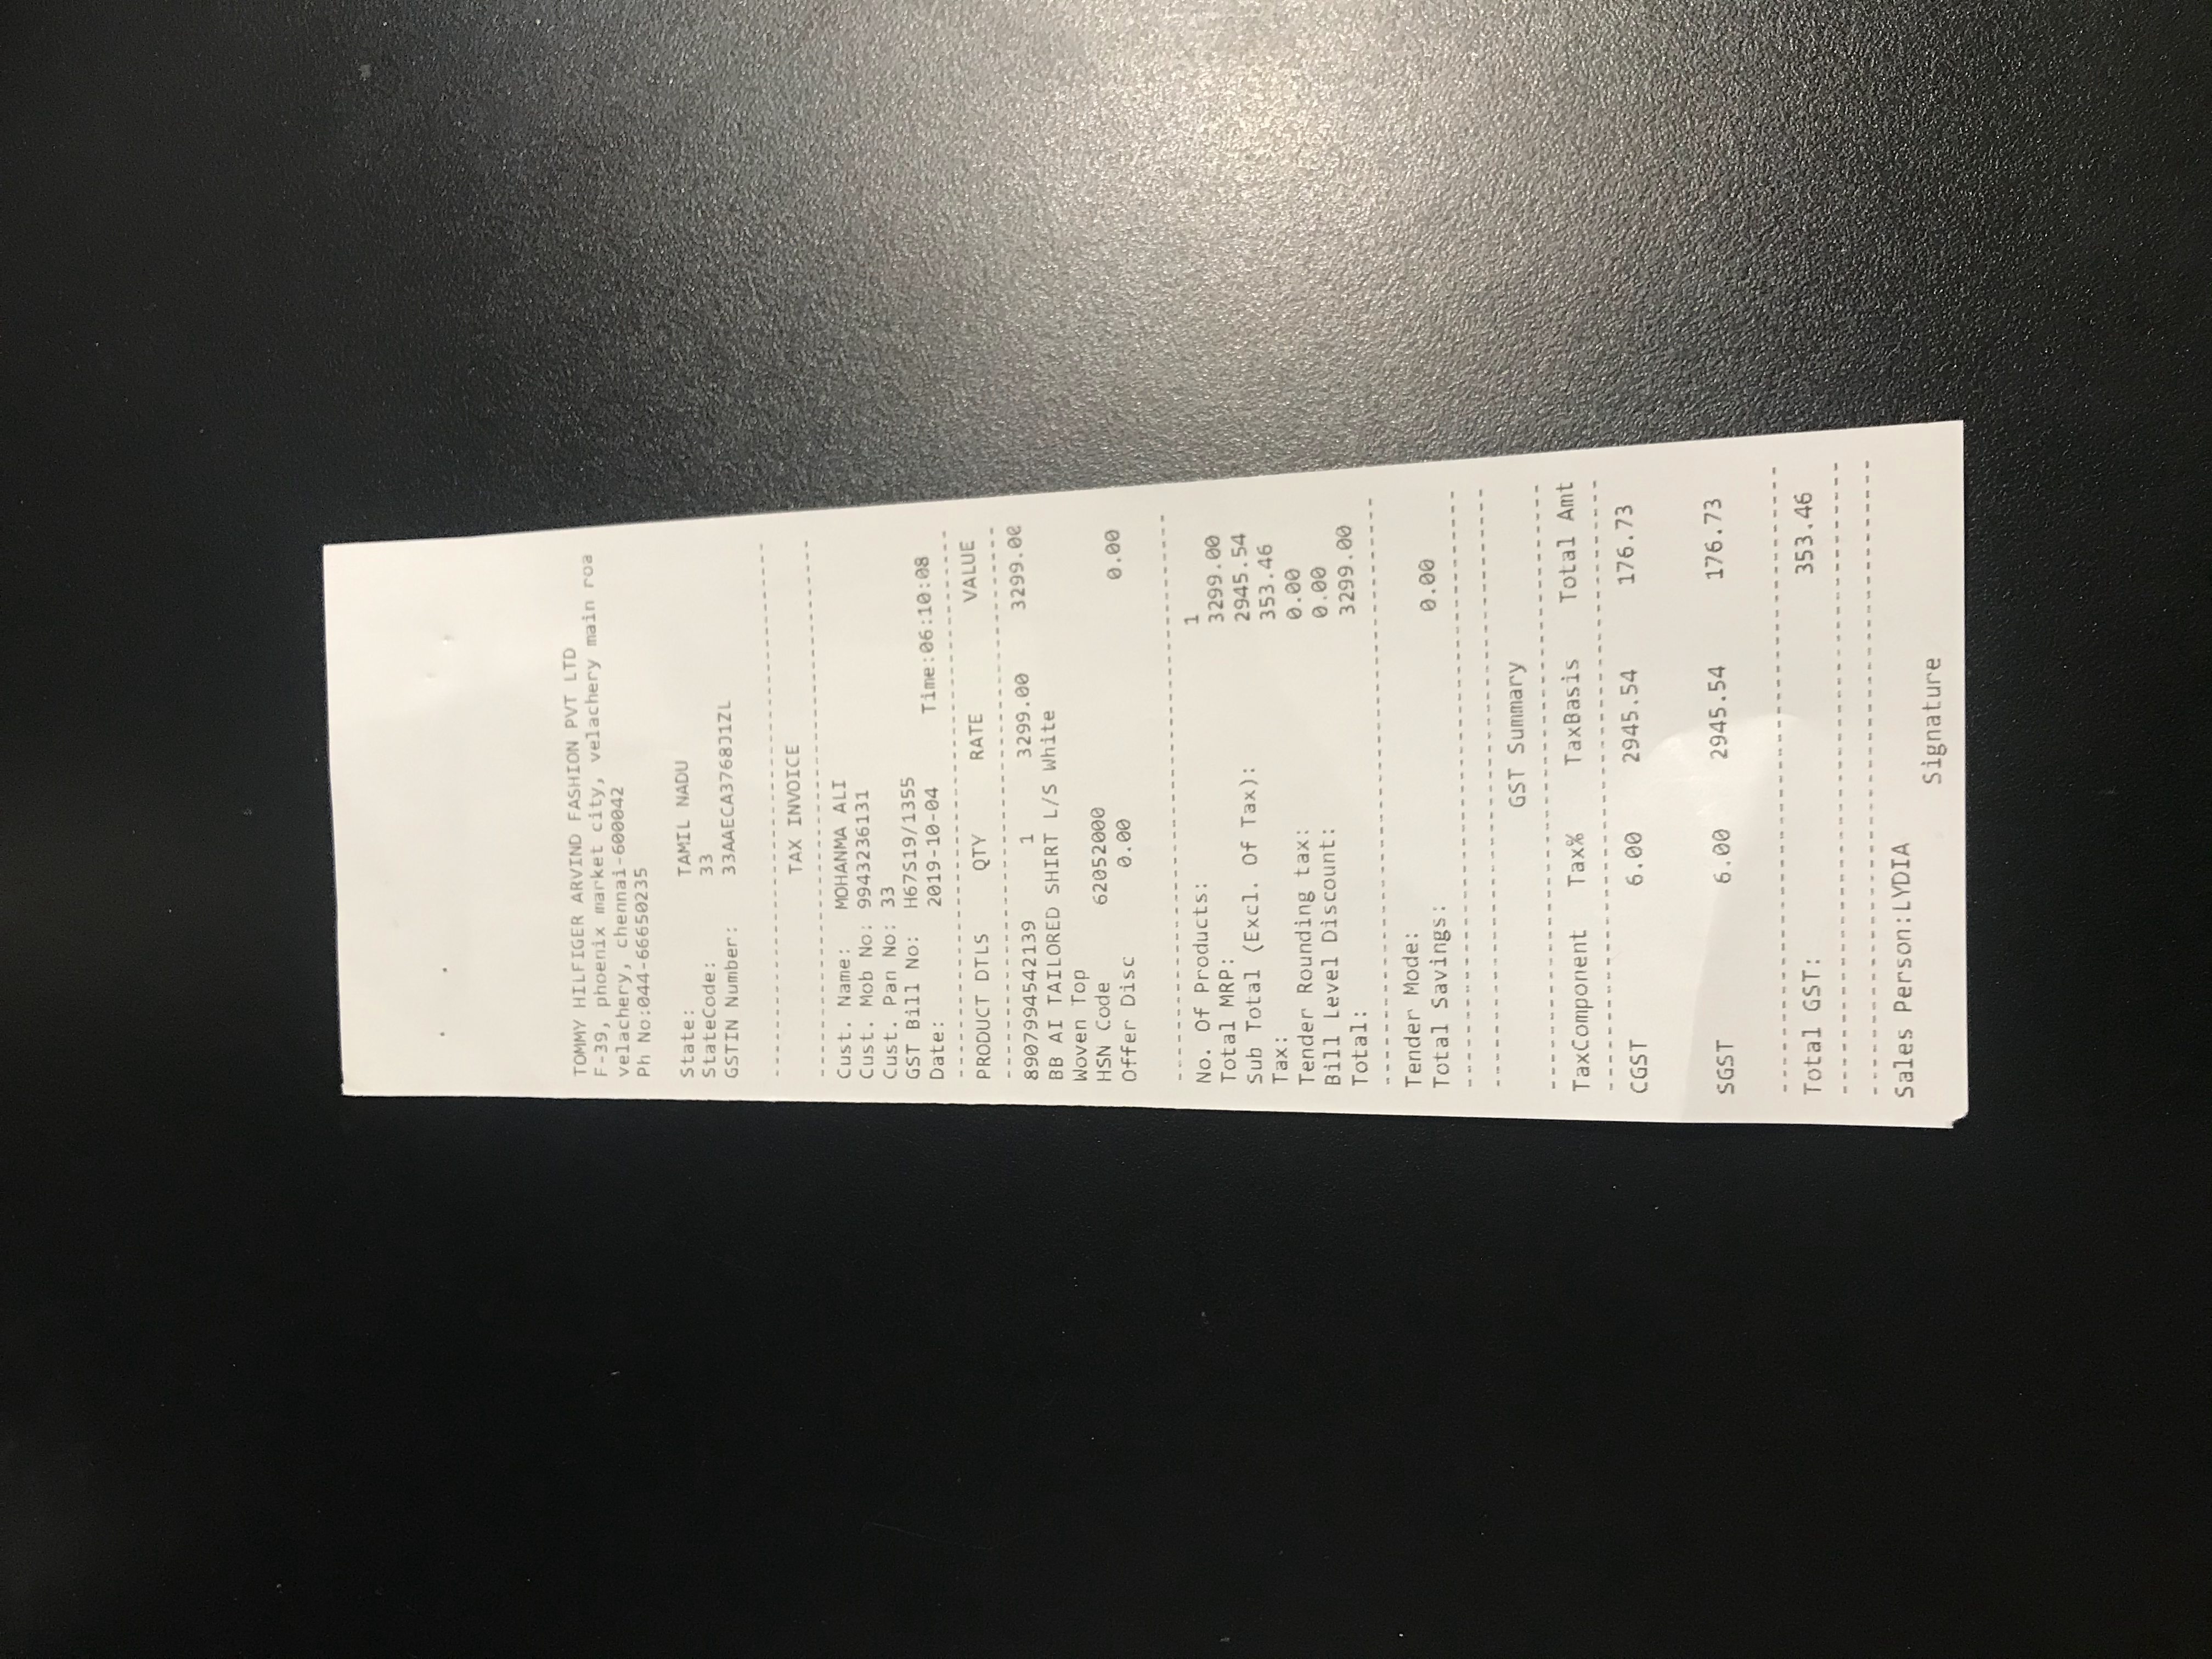 TOMMY HILFIGER ARVIND FASHION PVT LTD
F-39, phoenix market city, velachery main roa
velachery, chennai-600042
Ph No:044-66650235
State: TAMIL NADU
StateCode: 33
GSTIN Number: 33AAECA3768J1ZL
TAX INVOICE
Cust. Name: MOHANMA ALI
Cust. Mob No: 9943236131
Cust. Pan No: 33
GST Bill No: H67S19/1355
Date: 2019-10-04 Time:06:10:08
PRODUCT DTLS QTY RATE VALUE
8907994542139 1 3299.00 3299.00
BB AI TAILORED SHIRT L/S White
Woven Top
HSN Code 62052000
Offer Disc 0.00 0.00
No. Of Products: 1
Total MRP: 3299.00
Sub Total (Excl. Of Tax): 2945.54
Tax: 353.46
Tender Rounding tax: 0.00
Bill Level Discount: 0.00
Total: 3299.00
Tender Mode:
Total Savings: 0.00
GST Summary
TaxComponent Tax% TaxBasis Total Amt
CGST 6.00 2945.54 176.73
SGST 6.00 2945.54 176.73
Total GST: 353.46
Sales Person:LYDIA
Signature